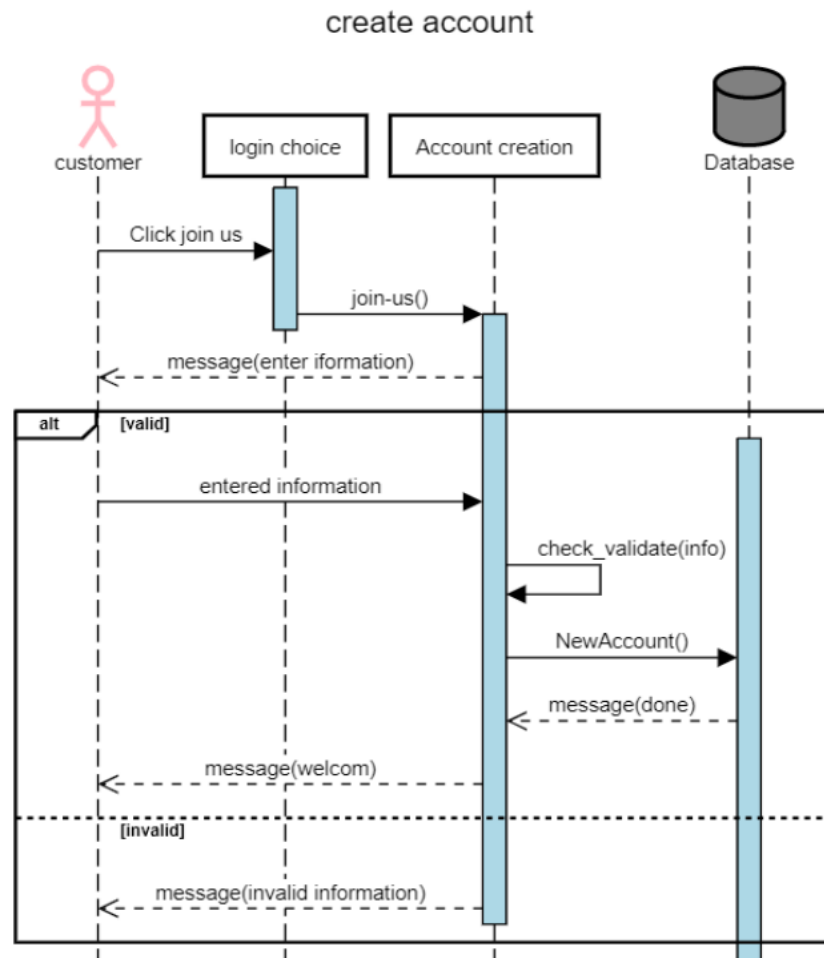 create account
customer
login choice
Account creation
Database
Click join us
join-us()
message(enter iformation)
alt
[valid]
entered information
check_validate(info)
NewAccount()
message(done)
message(welcom)
[invalid]
message(invalid information)